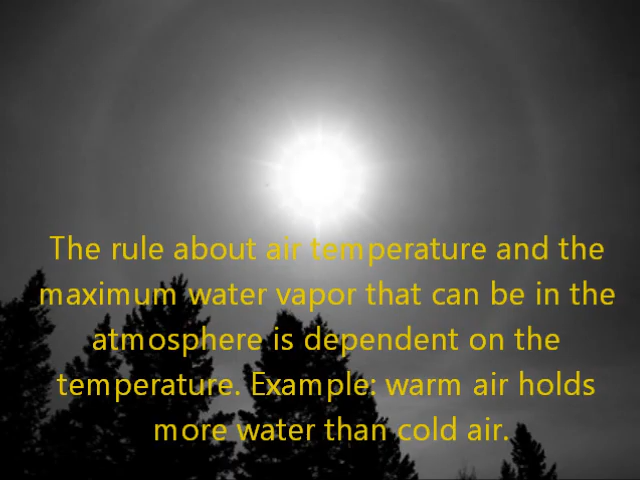 The rule about air temperature and the
maximum water vapor that can be in the
atmosphere is dependent on the
temperature. Example: warm air holds
more water than cold air.